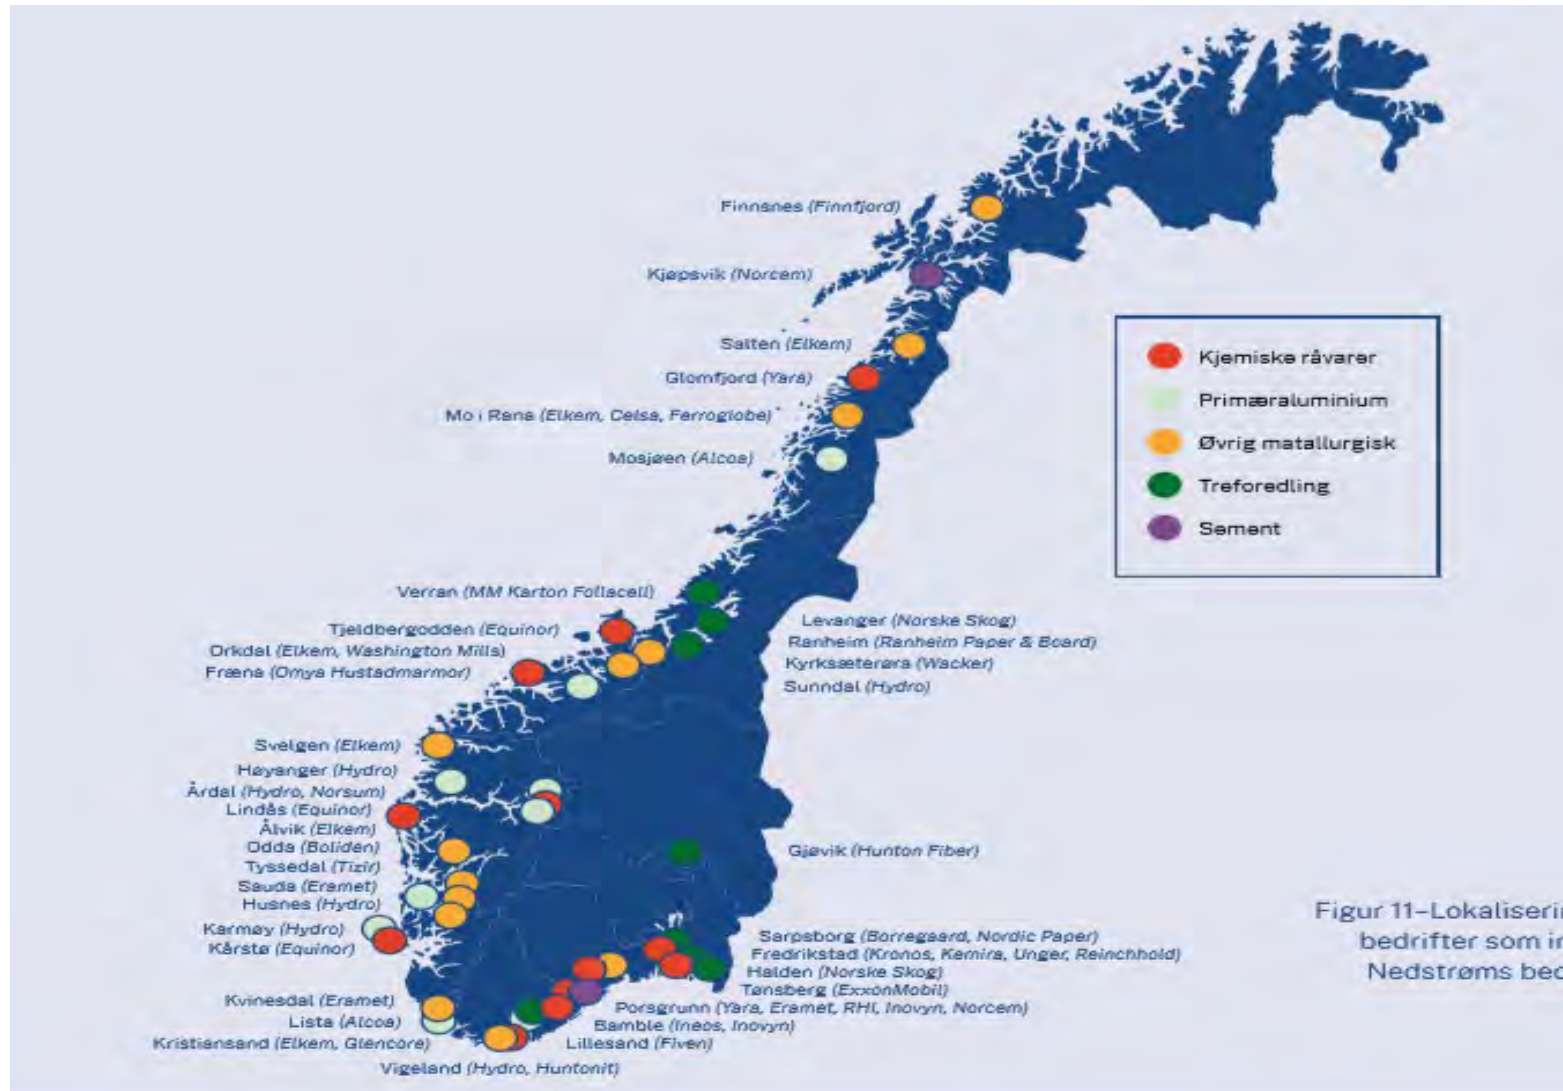 Finnsnes (Finnfjord)
Kjøpsvik (Norcem)
Salten (Elkem)
Glomfjord (Yara)
Mo i Rana (Elkem, Celsa, Ferroglobe)
Mosjøen (Alcoa)
Kjemiske råvarer
Primæraluminium
Øvrig matallurgisk
Treforedling
Sement
Verran (MM Karton Follacell)
Tjeldbergodden (Equinor)
Orkdal (Elkem, Washington Mills)
Fræna (Omya Hustadmarmor)
Levanger (Norske Skog)
Ranheim (Ranheim Paper & Board)
Kyrksæterøra (Wacker)
Sunndal (Hydro)
Svelgen (Elkem)
Høyanger (Hydro)
Årdal (Hydro, Norsun)
Lindås (Equinor)
Ålvik (Elkem)
Odda (Boliden)
Tyssedal (Tizir)
Sauda (Eramet)
Husnes (Hydro)
Karmøy (Hydro)
Kårstø (Equinor)
Gjøvik (Hunton Fiber)
Sarpsborg (Borregaard, Nordic Paper)
Fredrikstad (Kronos, Kemira, Unger, Reinchhold)
Halden (Norske Skog)
Tønsberg (ExxonMobil)
Porsgrunn (Yara, Eramet, RHI, Inovyn, Norcem)
Bamble (Ineos, Inovyn)
Lillesand (Fiven)
Kvinesdal (Eramet)
Lista (Alcoa)
Kristiansand (Elkem, Glencore)
Vigeland (Hydro, Huntonit)
Figur 11–Lokaliserin
bedrifter som in
Nedstrøms bed